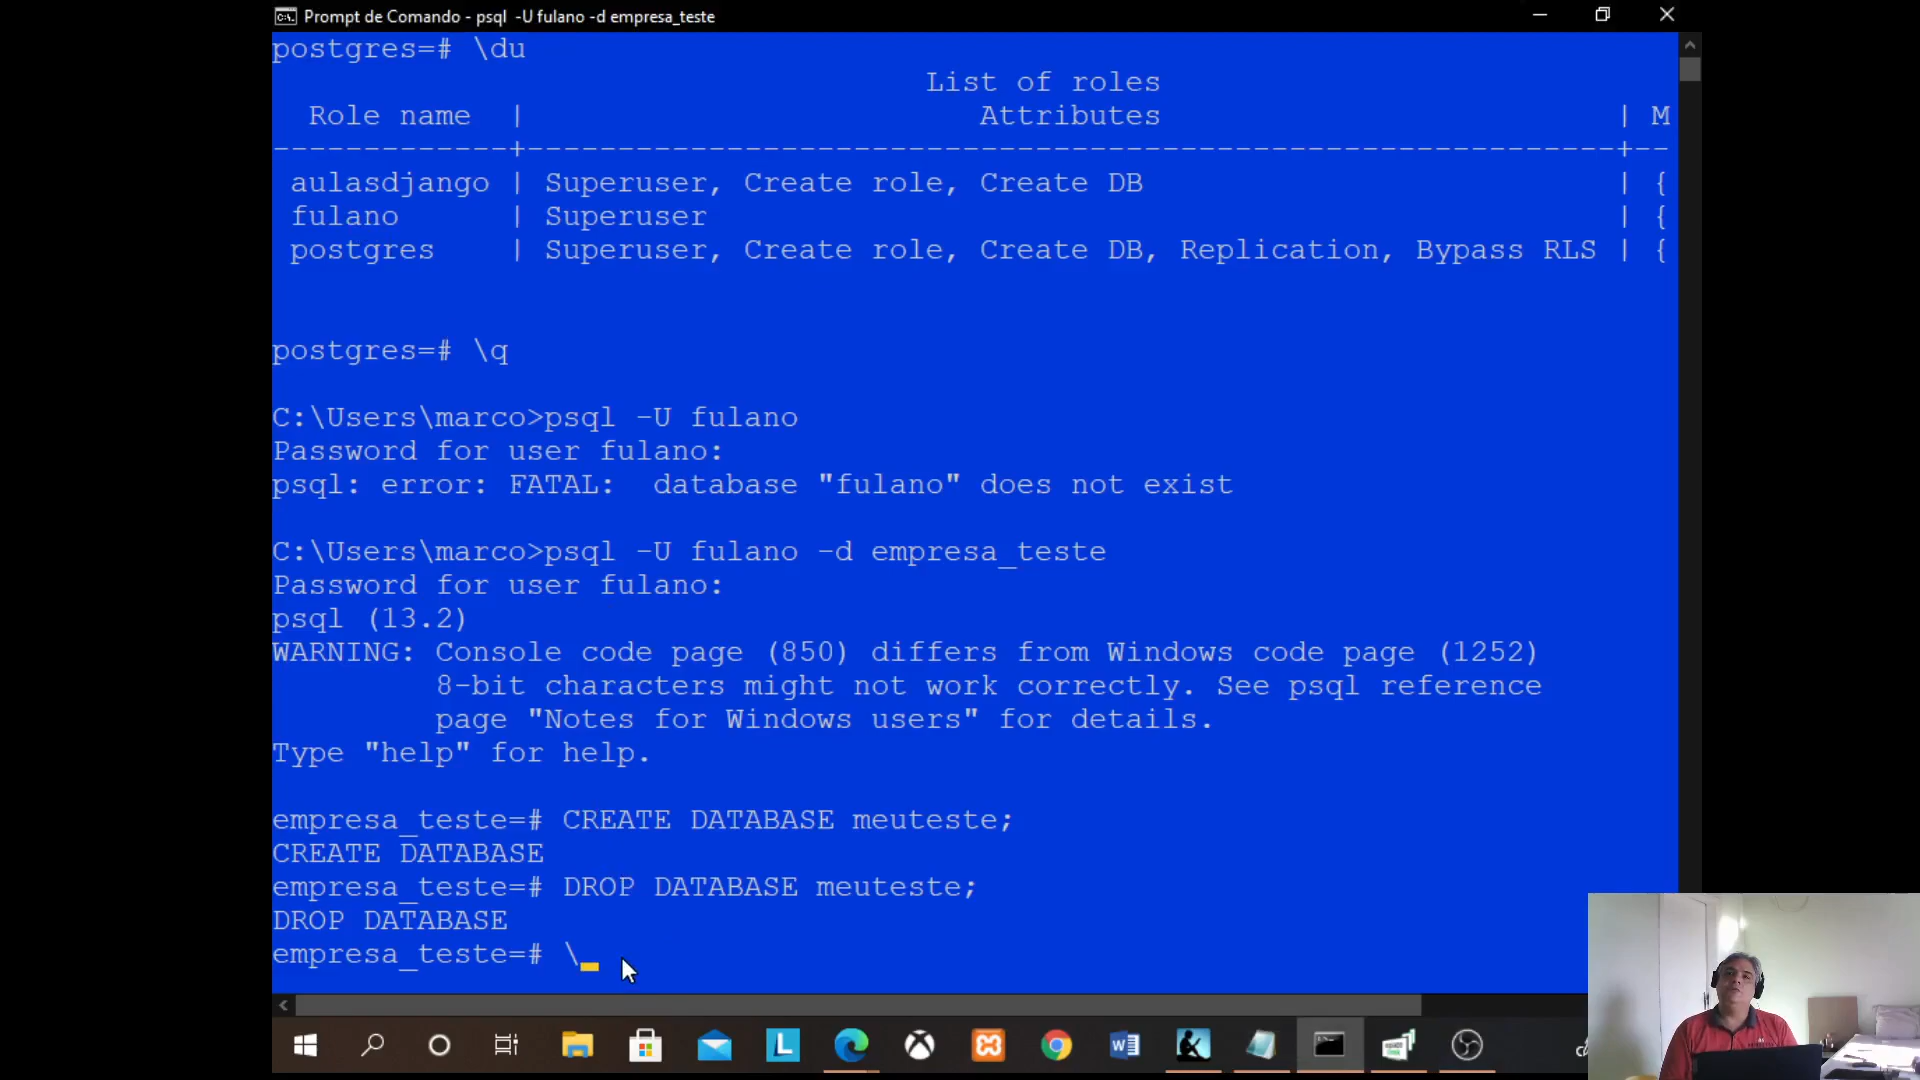 Prompt de Comando - psql -U fulano -d empresa_teste
postgres=# \du
List of roles
Role name | Attributes | M
-------------+------------------------------------------------------------+--
aulasdjango | Superuser, Create role, Create DB | {
fulano | Superuser | {
postgres | Superuser, Create role, Create DB, Replication, Bypass RLS | {
postgres=# \q
C:\Users\marco>psql -U fulano
Password for user fulano:
psql: error: FATAL:  database "fulano" does not exist
C:\Users\marco>psql -U fulano -d empresa_teste
Password for user fulano:
psql (13.2)
WARNING: Console code page (850) differs from Windows code page (1252)
8-bit characters might not work correctly. See psql reference
page "Notes for Windows users" for details.
Type "help" for help.
empresa_teste=# CREATE DATABASE meuteste;
CREATE DATABASE
empresa_teste=# DROP DATABASE meuteste;
DROP DATABASE
empresa_teste=# \